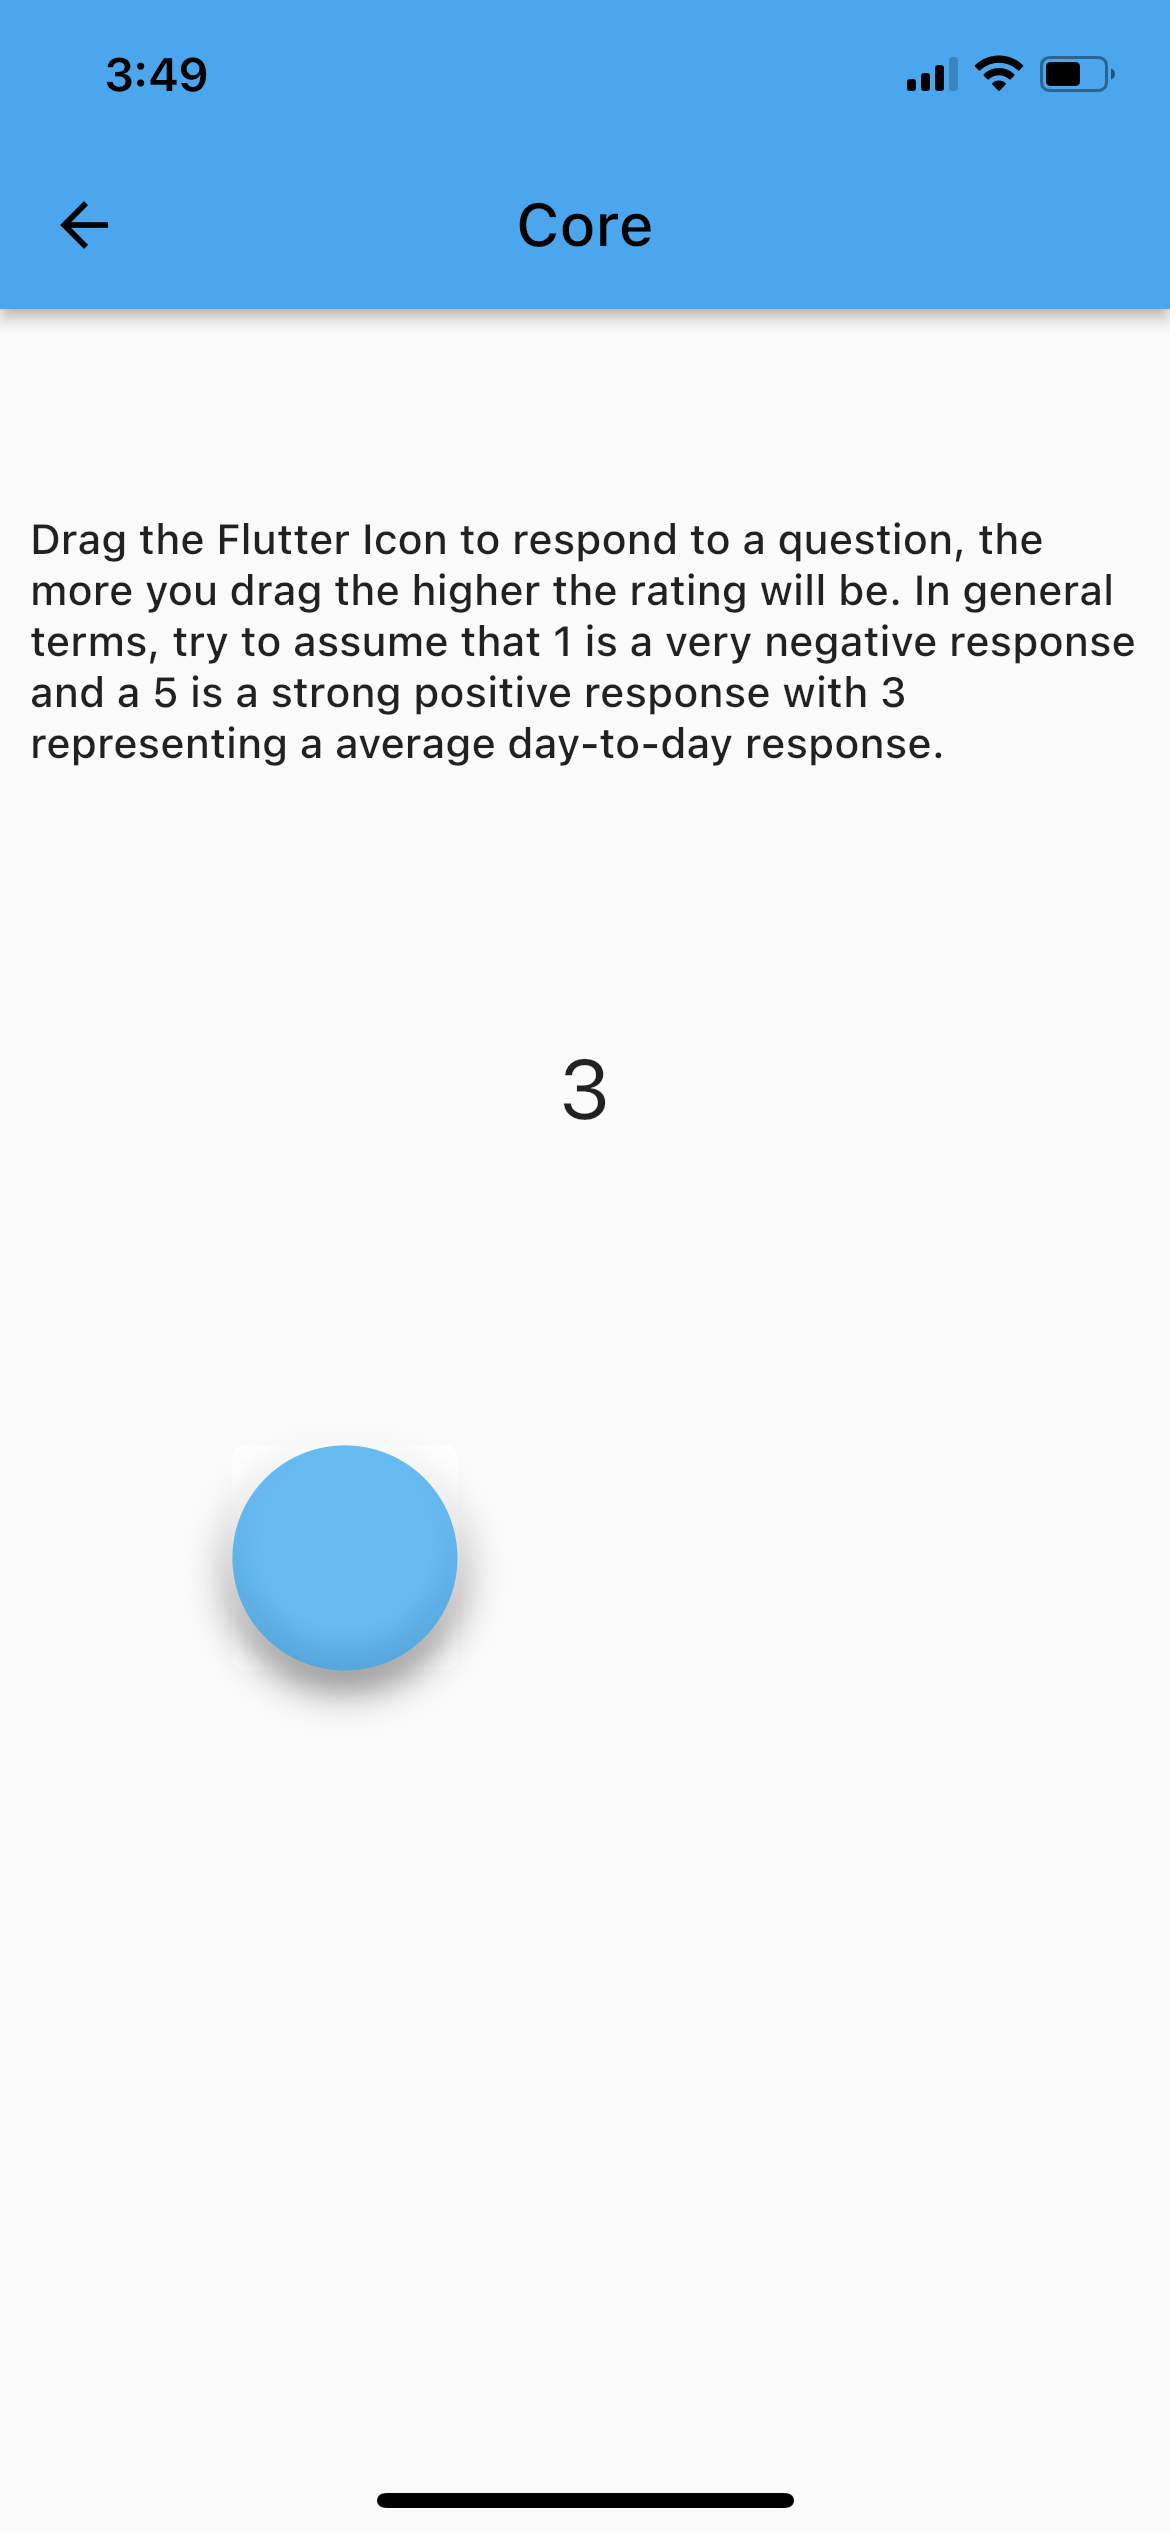 3:49
Core
Drag the Flutter Icon to respond to a question, the
more you drag the higher the rating will be. In general
terms, try to assume that 1 is a very negative response
and a 5 is a strong positive response with 3
representing a average day-to-day response.
3